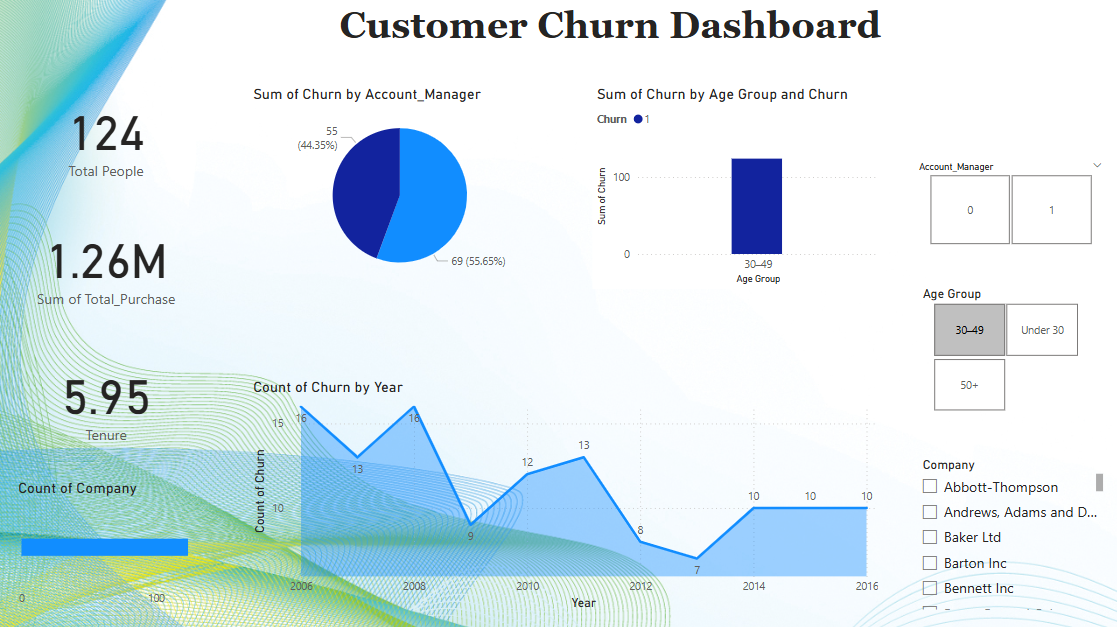 Customer Churn Dashboard
124
Total People
1.26M
Sum of Total_Purchase
5.95
Tenure
Count of Company
0
100
Sum of Churn by Account_Manager
55
(44.35%)
69 (55.65%)
Sum of Churn by Age Group and Churn
Churn 1
Sum of Churn
100
0
30–49
Age Group
Count of Churn by Year
Count of Churn
15
10
16
13
16
9
12
13
8
7
10
10
10
2006
2008
2010
2012
2014
2016
Year
Account_Manager
0
1
Age Group
30–49
Under 30
50+
Company
Abbott-Thompson
Andrews, Adams and D...
Baker Ltd
Barton Inc
Bennett Inc